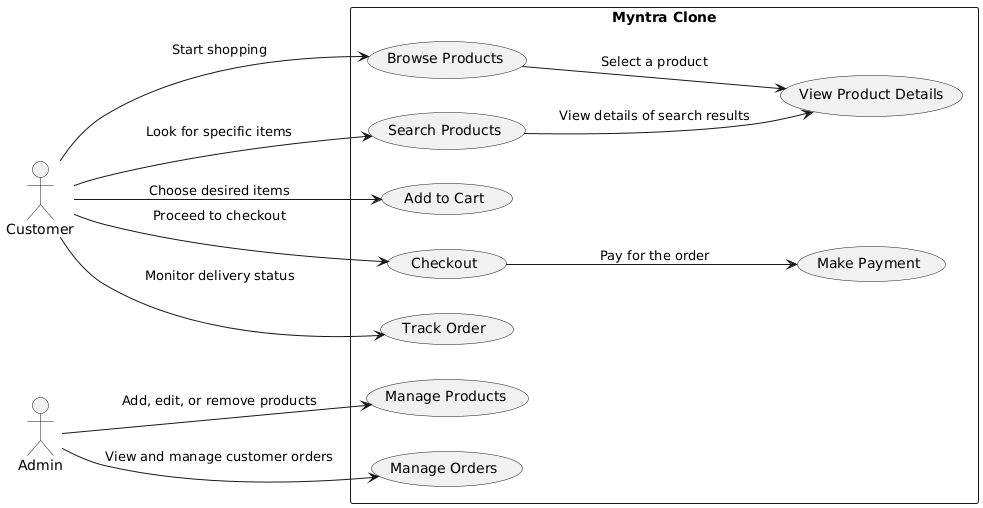 Myntra Clone
Start shopping
Browse Products
Select a product
View Product Details
Look for specific items
Search Products
View details of search results
Choose desired items
Add to Cart
Customer
Proceed to checkout
Checkout
Pay for the order
Make Payment
Monitor delivery status
Track Order
Add, edit, or remove products
Manage Products
Admin
View and manage customer orders
Manage Orders